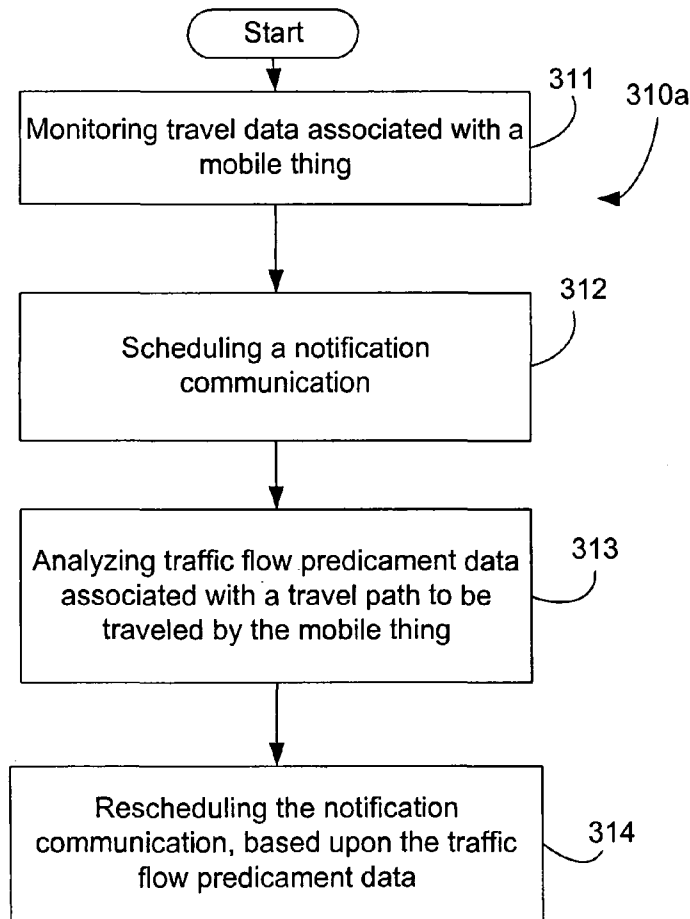 Start
311
310a
Monitoring travel data associated with a
mobile thing
312
Scheduling a notification
communication
313
Analyzing traffic flow predicament data
associated with a travel path to be
traveled by the mobile thing
Rescheduling the notification
communication, based upon the traffic
flow predicament data
314